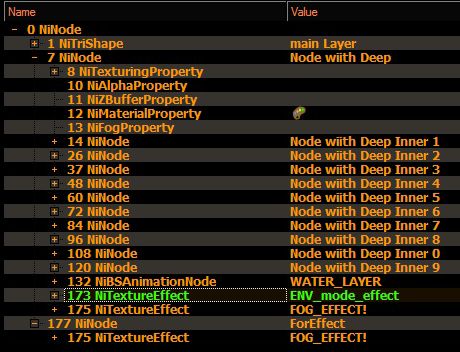 Name Value
0 NiNode
1 NiTriShape main Layer
7 NiNode Node wiith Deep
8 NiTexturingProperty
10 NiAlphaProperty
11 NiZBufferProperty
12 NiMaterialProperty
13 NiFogProperty
14 NiNode Node wiith Deep Inner 1
26 NiNode Node wiith Deep Inner 2
37 NiNode Node wiith Deep Inner 3
48 NiNode Node wiith Deep Inner 4
60 NiNode Node wiith Deep Inner 5
72 NiNode Node wiith Deep Inner 6
84 NiNode Node wiith Deep Inner 7
96 NiNode Node wiith Deep Inner 8
108 NiNode Node wiith Deep Inner 0
120 NiNode Node wiith Deep Inner 9
132 NiBSAnimationNode WATER_LAYER
173 NiTextureEffect ENV_mode_effect
175 NiTextureEffect FOG_EFFECT!
177 NiNode ForEffect
175 NiTextureEffect FOG_EFFECT!